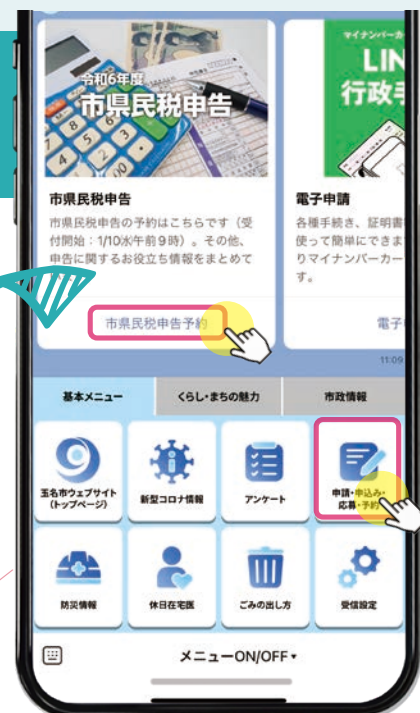 令和6年度
市県民税申告
マイナンバーカー
LIN
行政手
市県民税申告
市県民税申告の予約はこちらです（受
付開始：1/10㈬午前9時）。その他、
申告に関するお役立ち情報をまとめて
市県民税申告予約
電子申請
各種手続き、証明書
使って簡単にできま
りマイナンバーカー
す。
電子
11:09
基本メニュー
くらし・まちの魅力
市政情報
玉名市ウェブサイト
（トップページ）
新型コロナ情報
アンケート
申請・申込み・
応募・予約
防災情報
休日在宅医
ごみの出し方
受信設定
メニューON/OFF▾